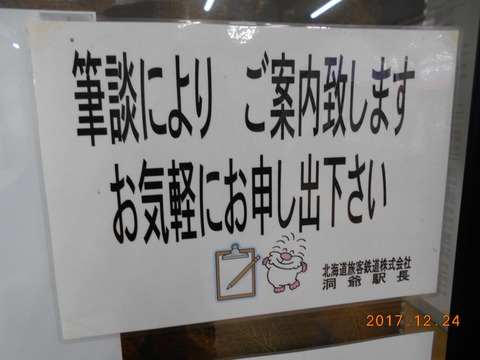 筆談により　ご案内致します
お気軽にお申し出下さい
北海道旅客鉄道株式会社
洞爺駅長
2017.12.24